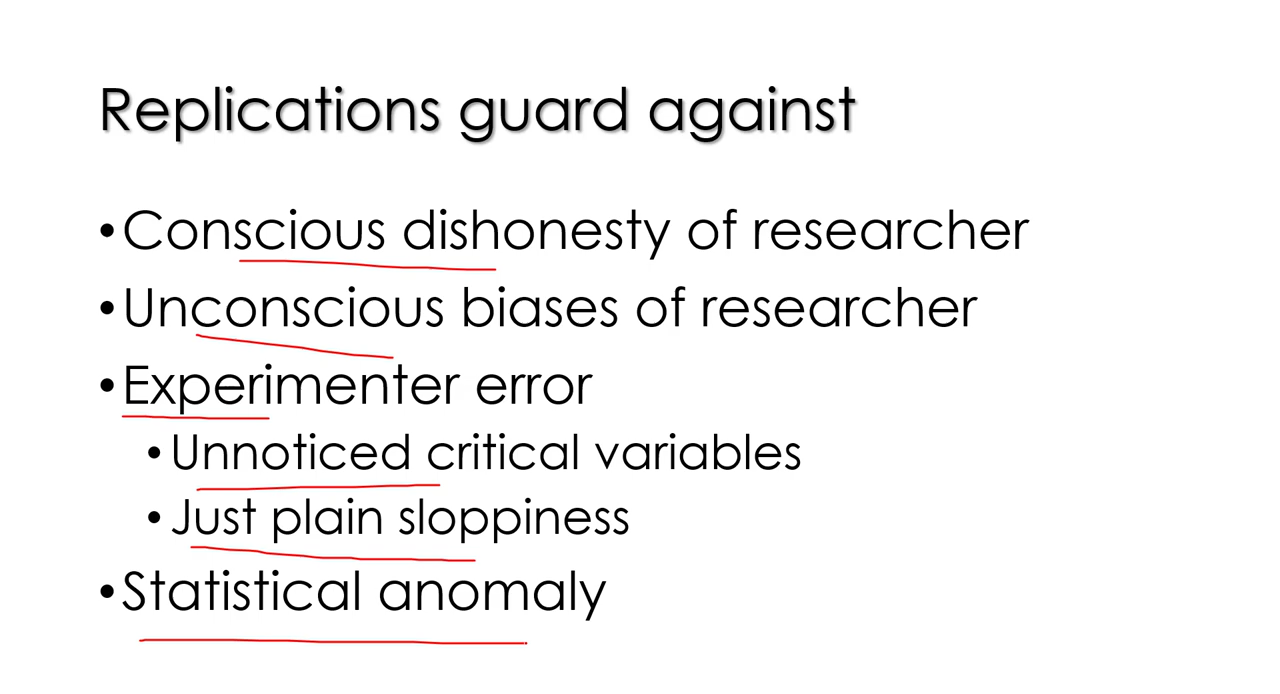 Replications guard against
•Conscious dishonesty of researcher
•Unconscious biases of researcher
•Experimenter error
•Unnoticed critical variables
•Just plain sloppiness
•Statistical anomaly